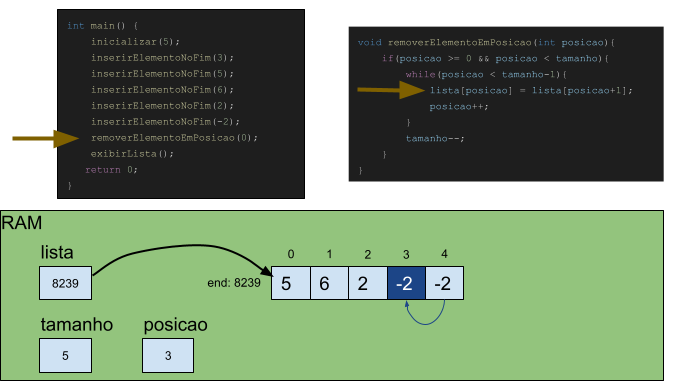 int main() {
inicializar(5);
inserirElementoNoFim(3);
inserirElementoNoFim(5);
inserirElementoNoFim(6);
inserirElementoNoFim(2);
inserirElementoNoFim(-2);
removerElementoEmPosicao(0);
exibirLista();
return 0;
}
void removerElementoEmPosicao(int posicao){
if(posicao >= 0 && posicao < tamanho){
while(posicao < tamanho-1){
lista[posicao] = lista[posicao+1];
posicao++;
}
tamanho--;
}
}
RAM
lista
8239
end: 8239
0 1 2 3 4
5 6 2 -2 -2
tamanho posicao
5 3